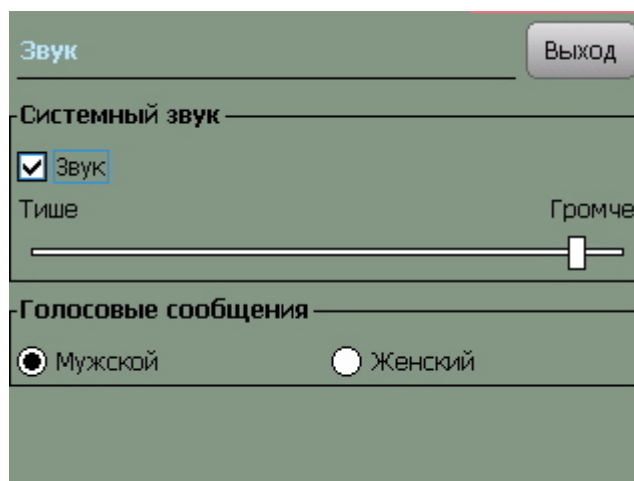 Звук
Выход
Системный звук
Звук
Тише
Громче
Голосовые сообщения
Мужской
Женский